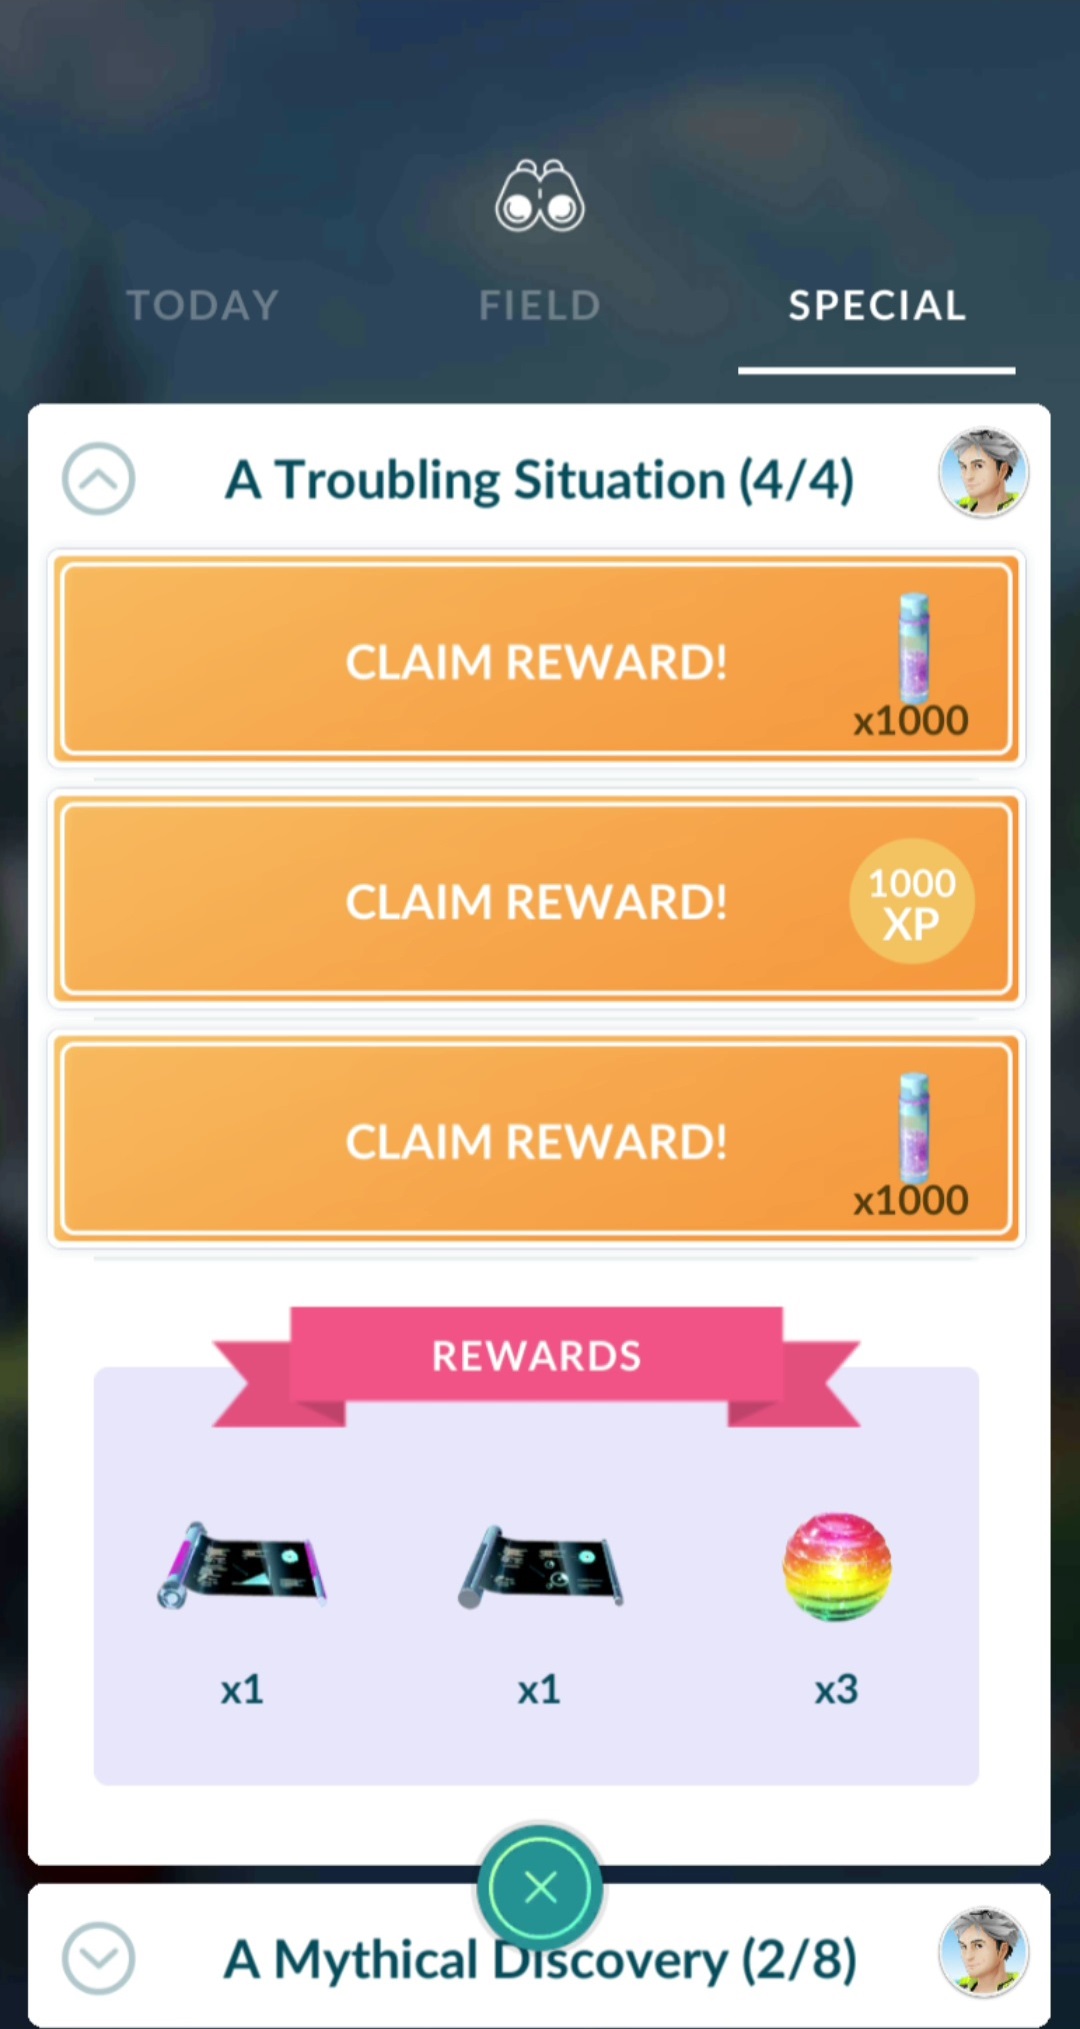 TODAY
FIELD
SPECIAL
A Troubling Situation (4/4)
CLAIM REWARD!
x1000
CLAIM REWARD!
1000
XP
CLAIM REWARD!
x1000
REWARDS
x1
x1
x3
A Mythical Discovery (2/8)